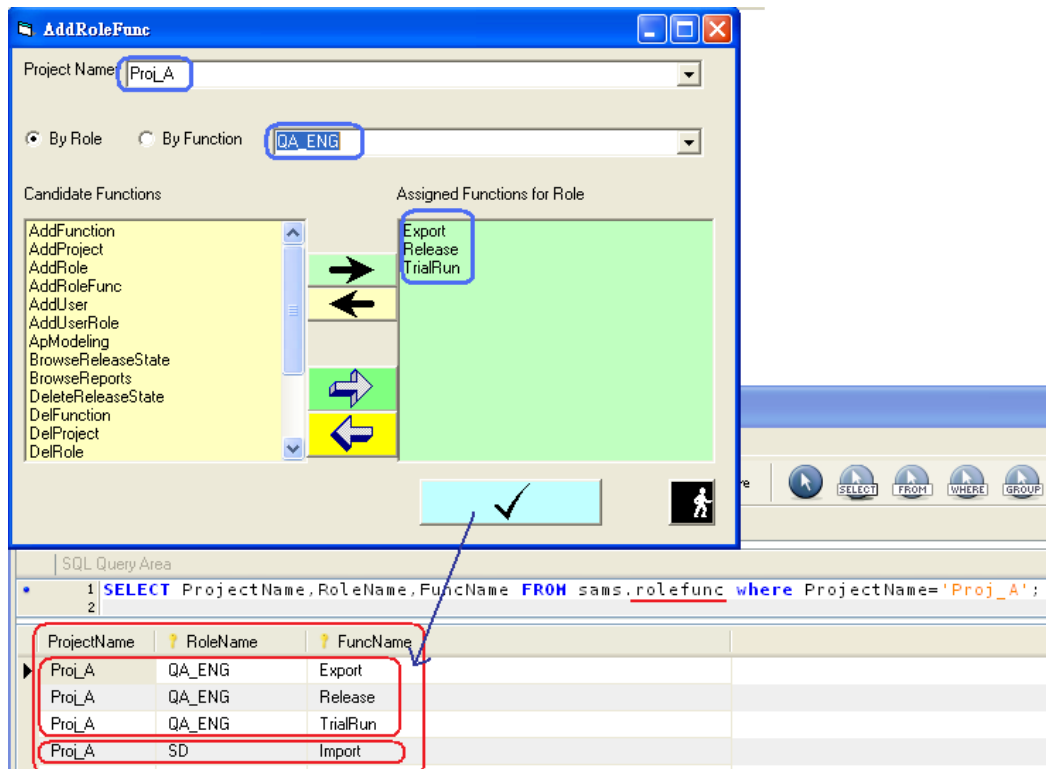 AddRoleFunc
Project Name
Proj_A
By Role
By Function
QA_ENG
Candidate Functions
Assigned Functions for Role
AddFunction
AddProject
AddRole
AddRoleFunc
AddUser
AddUserRole
ApModeling
BrowseReleaseState
BrowseReports
DeleteReleaseState
DelFunction
DelProject
DelRole
Export
Release
TrialRun
SELECT
FROM
WHERE
GROUP
SQL Query Area
1 SELECT ProjectName,RoleName,FuncName FROM sams.rolefunc where ProjectName='Proj_A';
2
ProjectName RoleName FuncName
Proj_A QA_ENG Export
Proj_A QA_ENG Release
Proj_A QA_ENG TrialRun
Proj_A SD Import